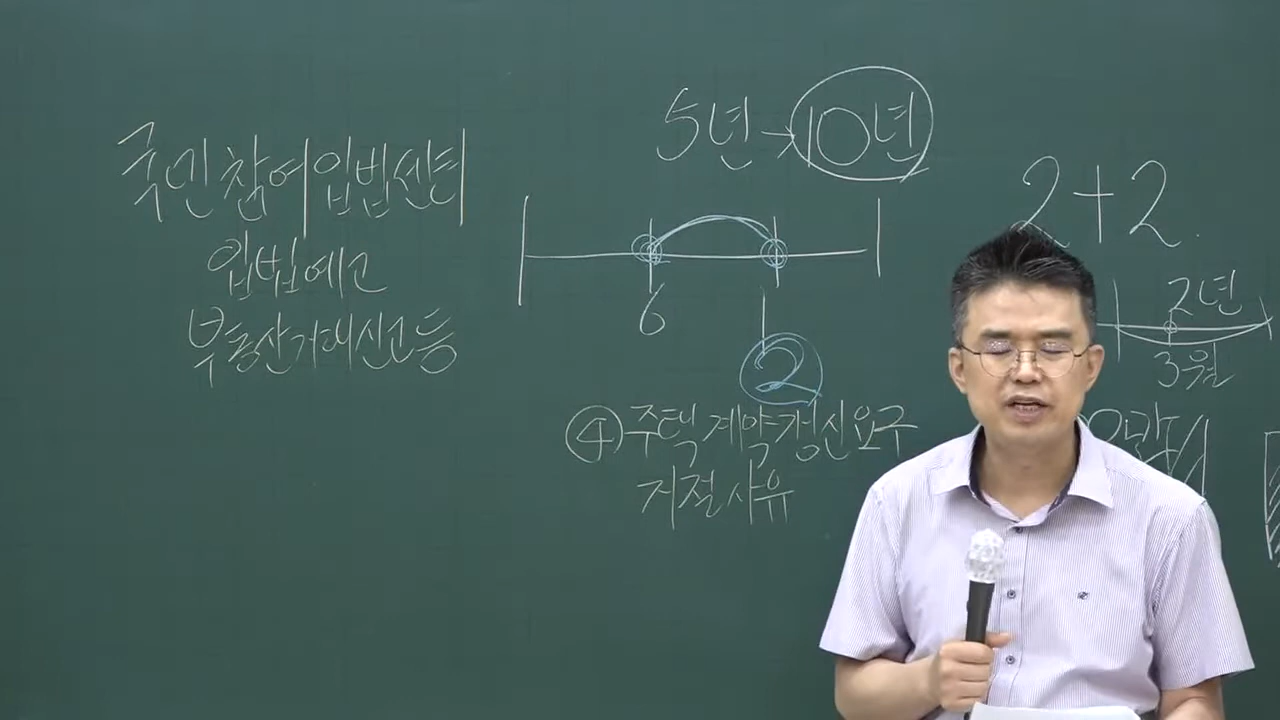 국민참여입법센터
입법예고
부동산거래신고등
5년→10년
6
2
④주택계약갱신요구
거절사유
2+2.
2년
3월